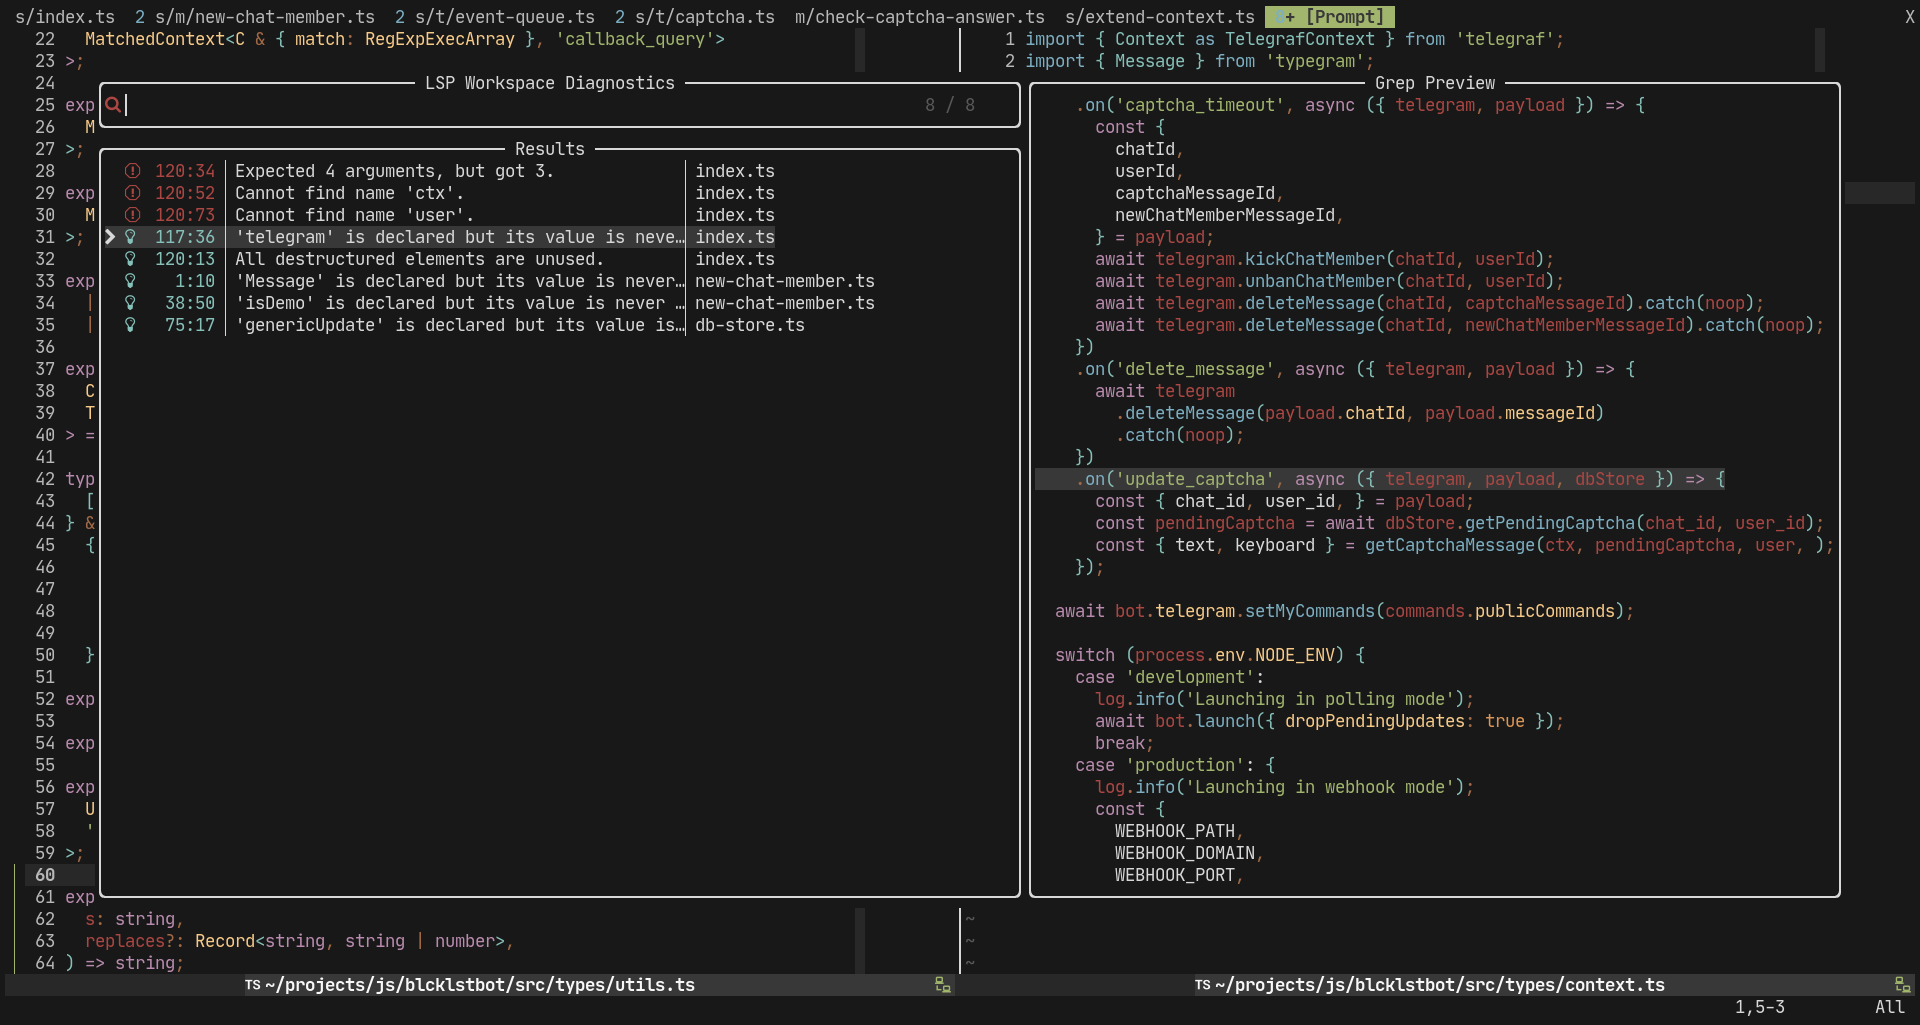 s/index.ts  2 s/m/new-chat-member.ts  2 s/t/event-queue.ts  2 s/t/captcha.ts  m/check-captcha-answer.ts  s/extend-context.ts  + [Prompt]  X
22   MatchedContext<C & { match: RegExpExecArray }, 'callback_query'>
23 >;
24
25 exp
26   M
27 >;
28
29 exp
30   M
31 >;
32
33 exp
34   |
35   |
36
37 exp
38   C
39   T
40 > =
41
42 typ
43   [
44 } &
45   {
46
47
48
49
50   }
51
52 exp
53
54 exp
55
56 exp
57   U
58   '
59 >;
60
61 exp
62   s: string,
63   replaces?: Record<string, string | number>,
64 ) => string;
LSP Workspace Diagnostics
8 / 8
Results
120:34 Expected 4 arguments, but got 3. index.ts
120:52 Cannot find name 'ctx'. index.ts
120:73 Cannot find name 'user'. index.ts
117:36 'telegram' is declared but its value is neve… index.ts
120:13 All destructured elements are unused. index.ts
1:10 'Message' is declared but its value is never… new-chat-member.ts
38:50 'isDemo' is declared but its value is never … new-chat-member.ts
75:17 'genericUpdate' is declared but its value is… db-store.ts
1 import { Context as TelegrafContext } from 'telegraf';
2 import { Message } from 'typegram';
Grep Preview
.on('captcha_timeout', async ({ telegram, payload }) => {
const {
chatId,
userId,
captchaMessageId,
newChatMemberMessageId,
} = payload;
await telegram.kickChatMember(chatId, userId);
await telegram.unbanChatMember(chatId, userId);
await telegram.deleteMessage(chatId, captchaMessageId).catch(noop);
await telegram.deleteMessage(chatId, newChatMemberMessageId).catch(noop);
})
.on('delete_message', async ({ telegram, payload }) => {
await telegram
.deleteMessage(payload.chatId, payload.messageId)
.catch(noop);
})
.on('update_captcha', async ({ telegram, payload, dbStore }) => {
const { chat_id, user_id, } = payload;
const pendingCaptcha = await dbStore.getPendingCaptcha(chat_id, user_id);
const { text, keyboard } = getCaptchaMessage(ctx, pendingCaptcha, user, );
});
await bot.telegram.setMyCommands(commands.publicCommands);
switch (process.env.NODE_ENV) {
case 'development':
log.info('Launching in polling mode');
await bot.launch({ dropPendingUpdates: true });
break;
case 'production': {
log.info('Launching in webhook mode');
const {
WEBHOOK_PATH,
WEBHOOK_DOMAIN,
WEBHOOK_PORT,
~
~
~
TS ~/projects/js/blcklstbot/src/types/utils.ts
TS ~/projects/js/blcklstbot/src/types/context.ts
1,5-3  All